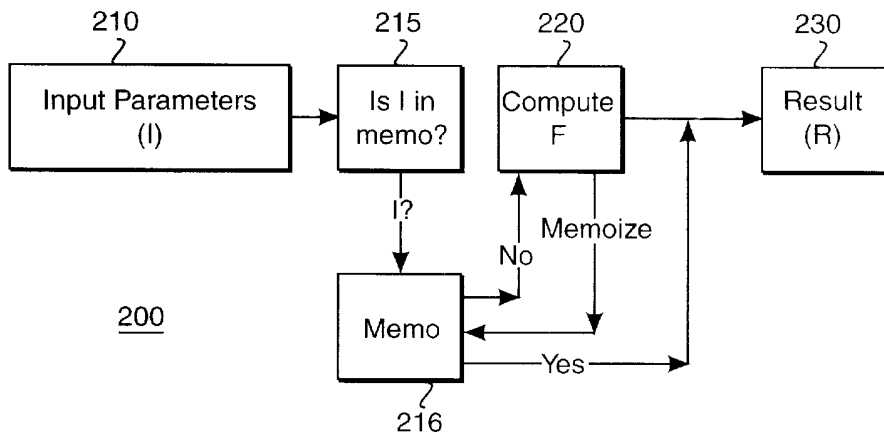 210
215
220
230
Input Parameters
(I)
Is I in
memo?
Compute
F
Result
(R)
I?
No
Memoize
200
Memo
Yes
216